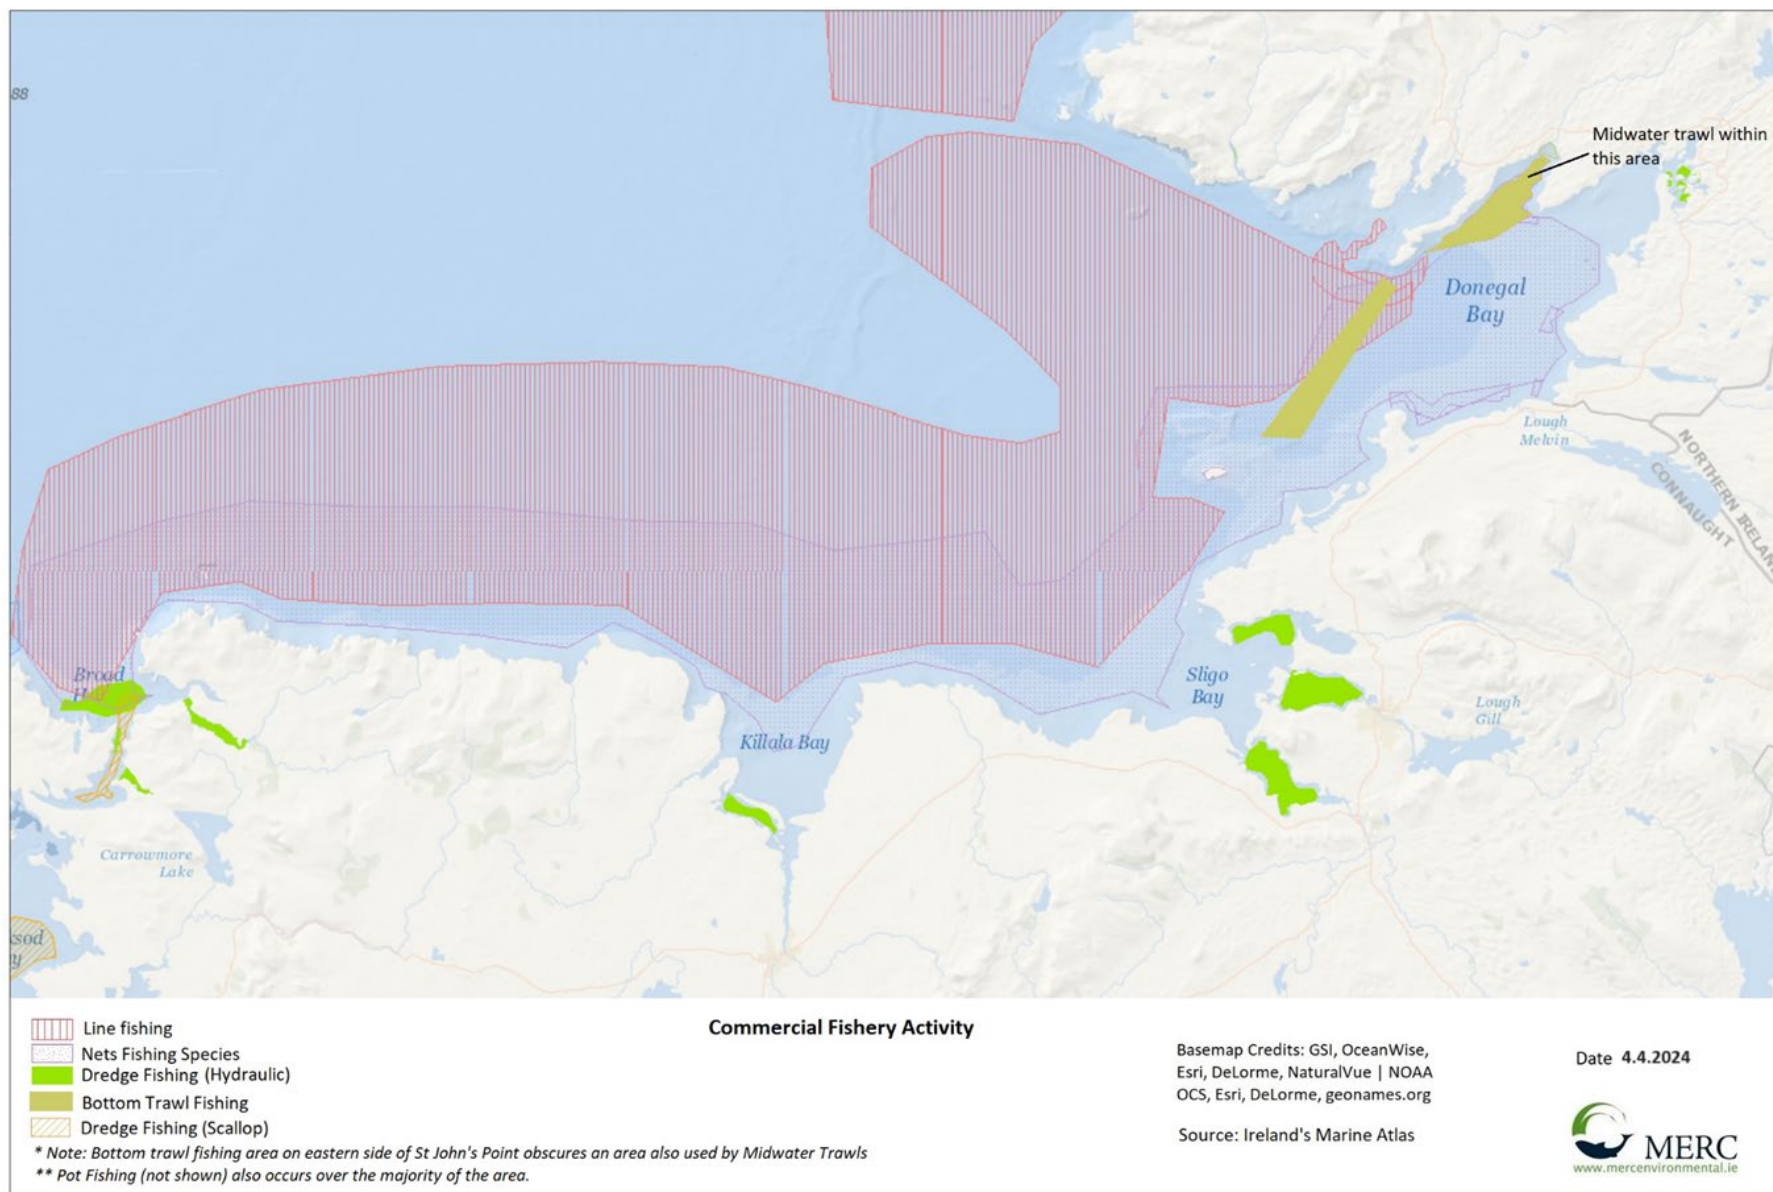 88
Midwater trawl within
this area
Donegal
Bay
Lough
Melvin
NORTHERN IRELAND
CONNAUGHT
Broad
Sligo
Bay
Lough
Gill
Killala Bay
Carrowmore
Lake
Commercial Fishery Activity
Line fishing
Nets Fishing Species
Dredge Fishing (Hydraulic)
Bottom Trawl Fishing
Dredge Fishing (Scallop)
* Note: Bottom trawl fishing area on eastern side of St John's Point obscures an area also used by Midwater Trawls
** Pot Fishing (not shown) also occurs over the majority of the area.
Basemap Credits: GSI, OceanWise,
Esri, DeLorme, NaturalVue | NOAA
OCS, Esri, DeLorme, geonames.org
Source: Ireland's Marine Atlas
Date 4.4.2024
MERC
www.mercenvironmental.ie